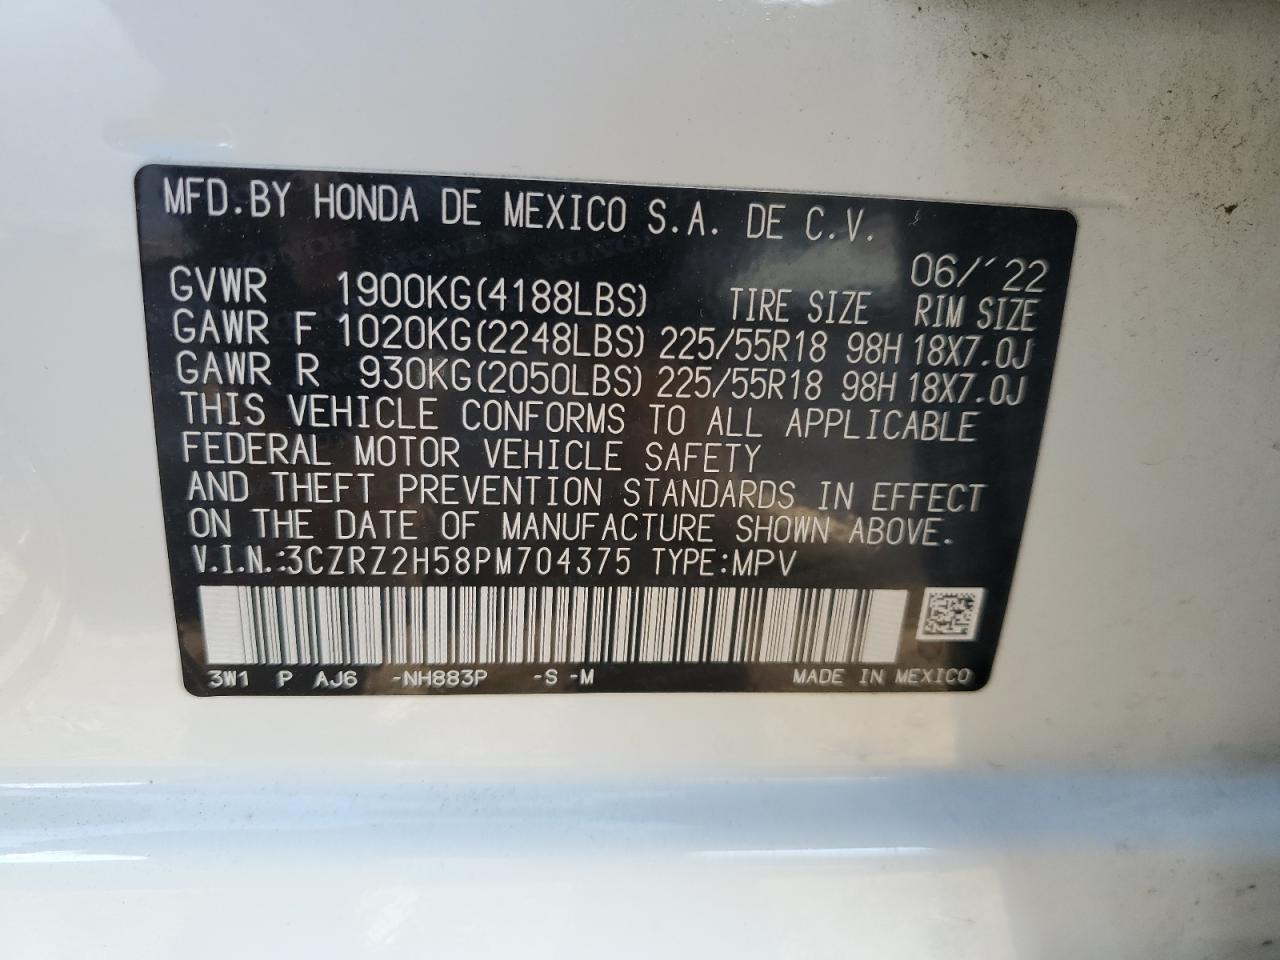 MFD.BY HONDA DE MEXICO S.A. DE C.V.
06/´22
GVWR 1900KG(4188LBS) TIRE SIZE RIM SIZE
GAWR F 1020KG(2248LBS) 225/55R18 98H 18X7.0J
GAWR R 930KG(2050LBS) 225/55R18 98H 18X7.0J
THIS VEHICLE CONFORMS TO ALL APPLICABLE
FEDERAL MOTOR VEHICLE SAFETY
AND THEFT PREVENTION STANDARDS IN EFFECT
ON THE DATE OF MANUFACTURE SHOWN ABOVE.
V.I.N.:3CZRZ2H58PM704375 TYPE:MPV
3W1 P AJ6 -NH883P -S -M MADE IN MEXICO